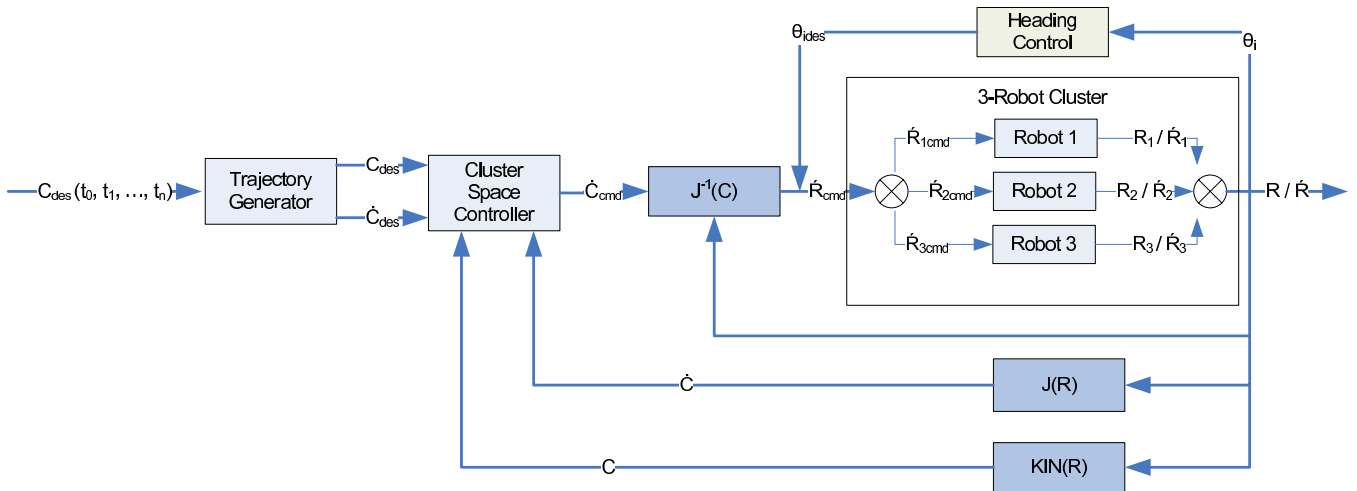 Heading
Control
θides
θi
3-Robot Cluster
Ŕ1cmd
Robot 1
R1 / Ŕ1
Cdes (t0, t1, ..., tn)
Trajectory
Generator
Cdes
Ċdes
Cluster
Space
Controller
Ċcmd
J-1(C)
Ŕcmd
Ŕ2cmd
Robot 2
R2 / Ŕ2
R / Ŕ
Ŕ3cmd
Robot 3
R3 / Ŕ3
Ċ
J(R)
C
KIN(R)